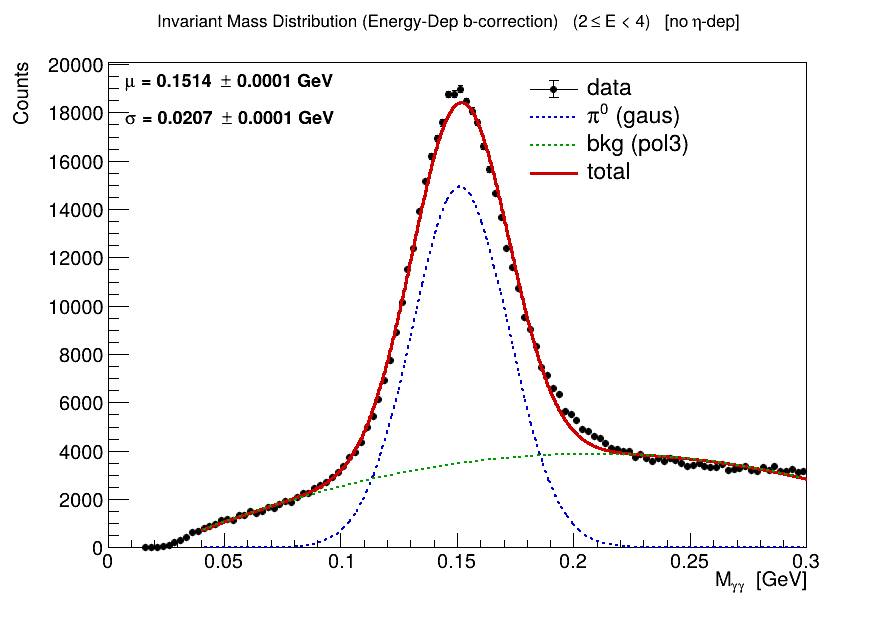 Invariant Mass Distribution (Energy-Dep b-correction) (2 ≤ E < 4) [no η-dep]
μ = 0.1514 ± 0.0001 GeV
σ = 0.0207 ± 0.0001 GeV
data
π⁰ (gaus)
bkg (pol3)
total
Counts
20000
18000
16000
14000
12000
10000
8000
6000
4000
2000
0
0 0.05 0.1 0.15 0.2 0.25 0.3
Mγγ [GeV]